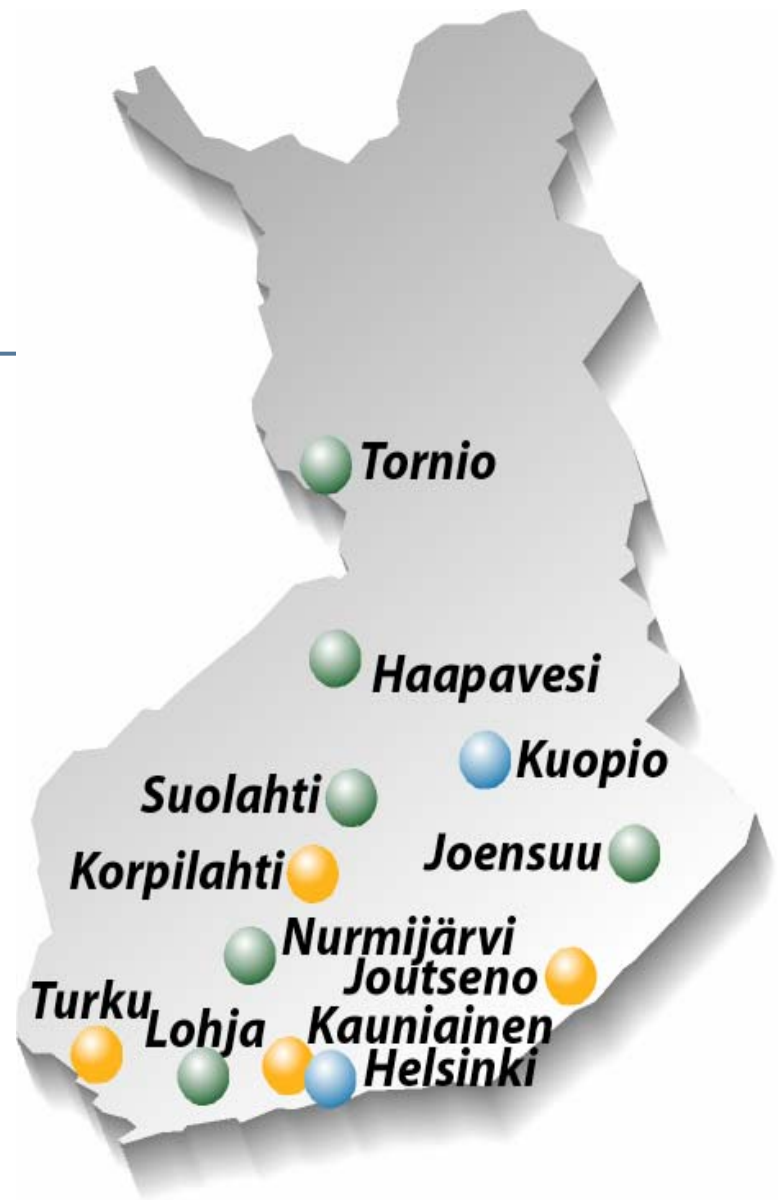 Tornio
Haapavesi
Kuopio
Suolahti
Joensuu
Korpilahti
Nurmijärvi
Joutseno
Turku
Lohja
Kauniainen
Helsinki